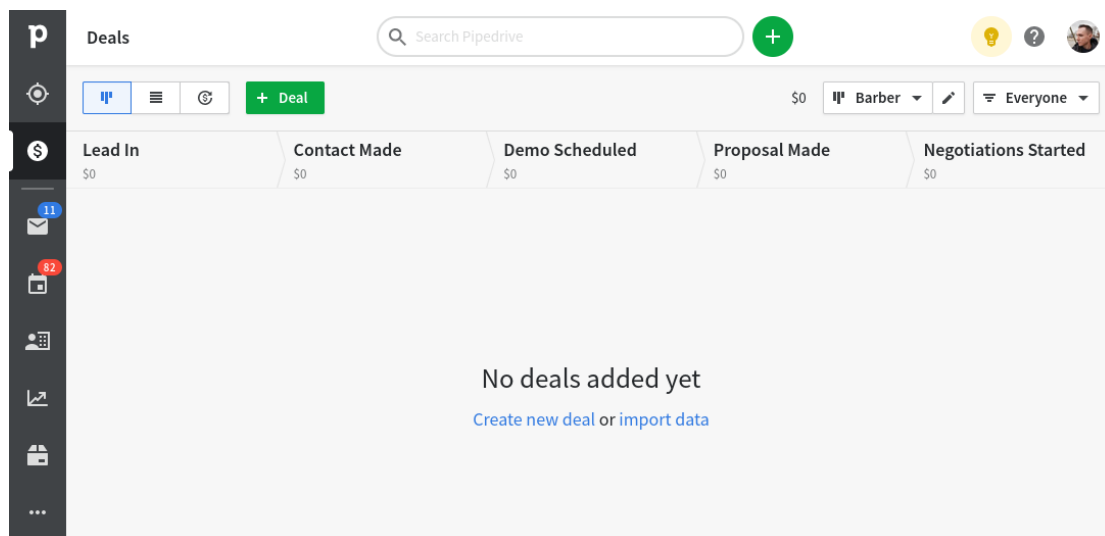 p
Deals
Search Pipedrive
+
+ Deal
$0
Barber
Everyone
Lead In
$0
Contact Made
$0
Demo Scheduled
$0
Proposal Made
$0
Negotiations Started
$0
11
82
No deals added yet
Create new deal or import data